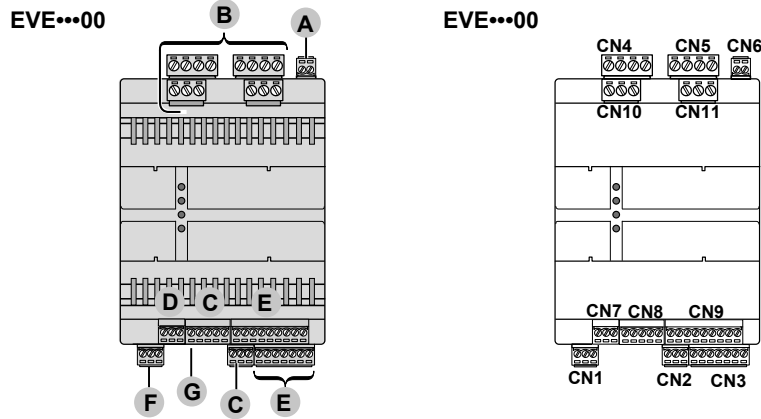 EVE•••00
B
A
D
C
E
F
G
C
E
EVE•••00
CN4
CN5
CN6
CN10
CN11
CN7
CN8
CN9
CN1
CN2
CN3